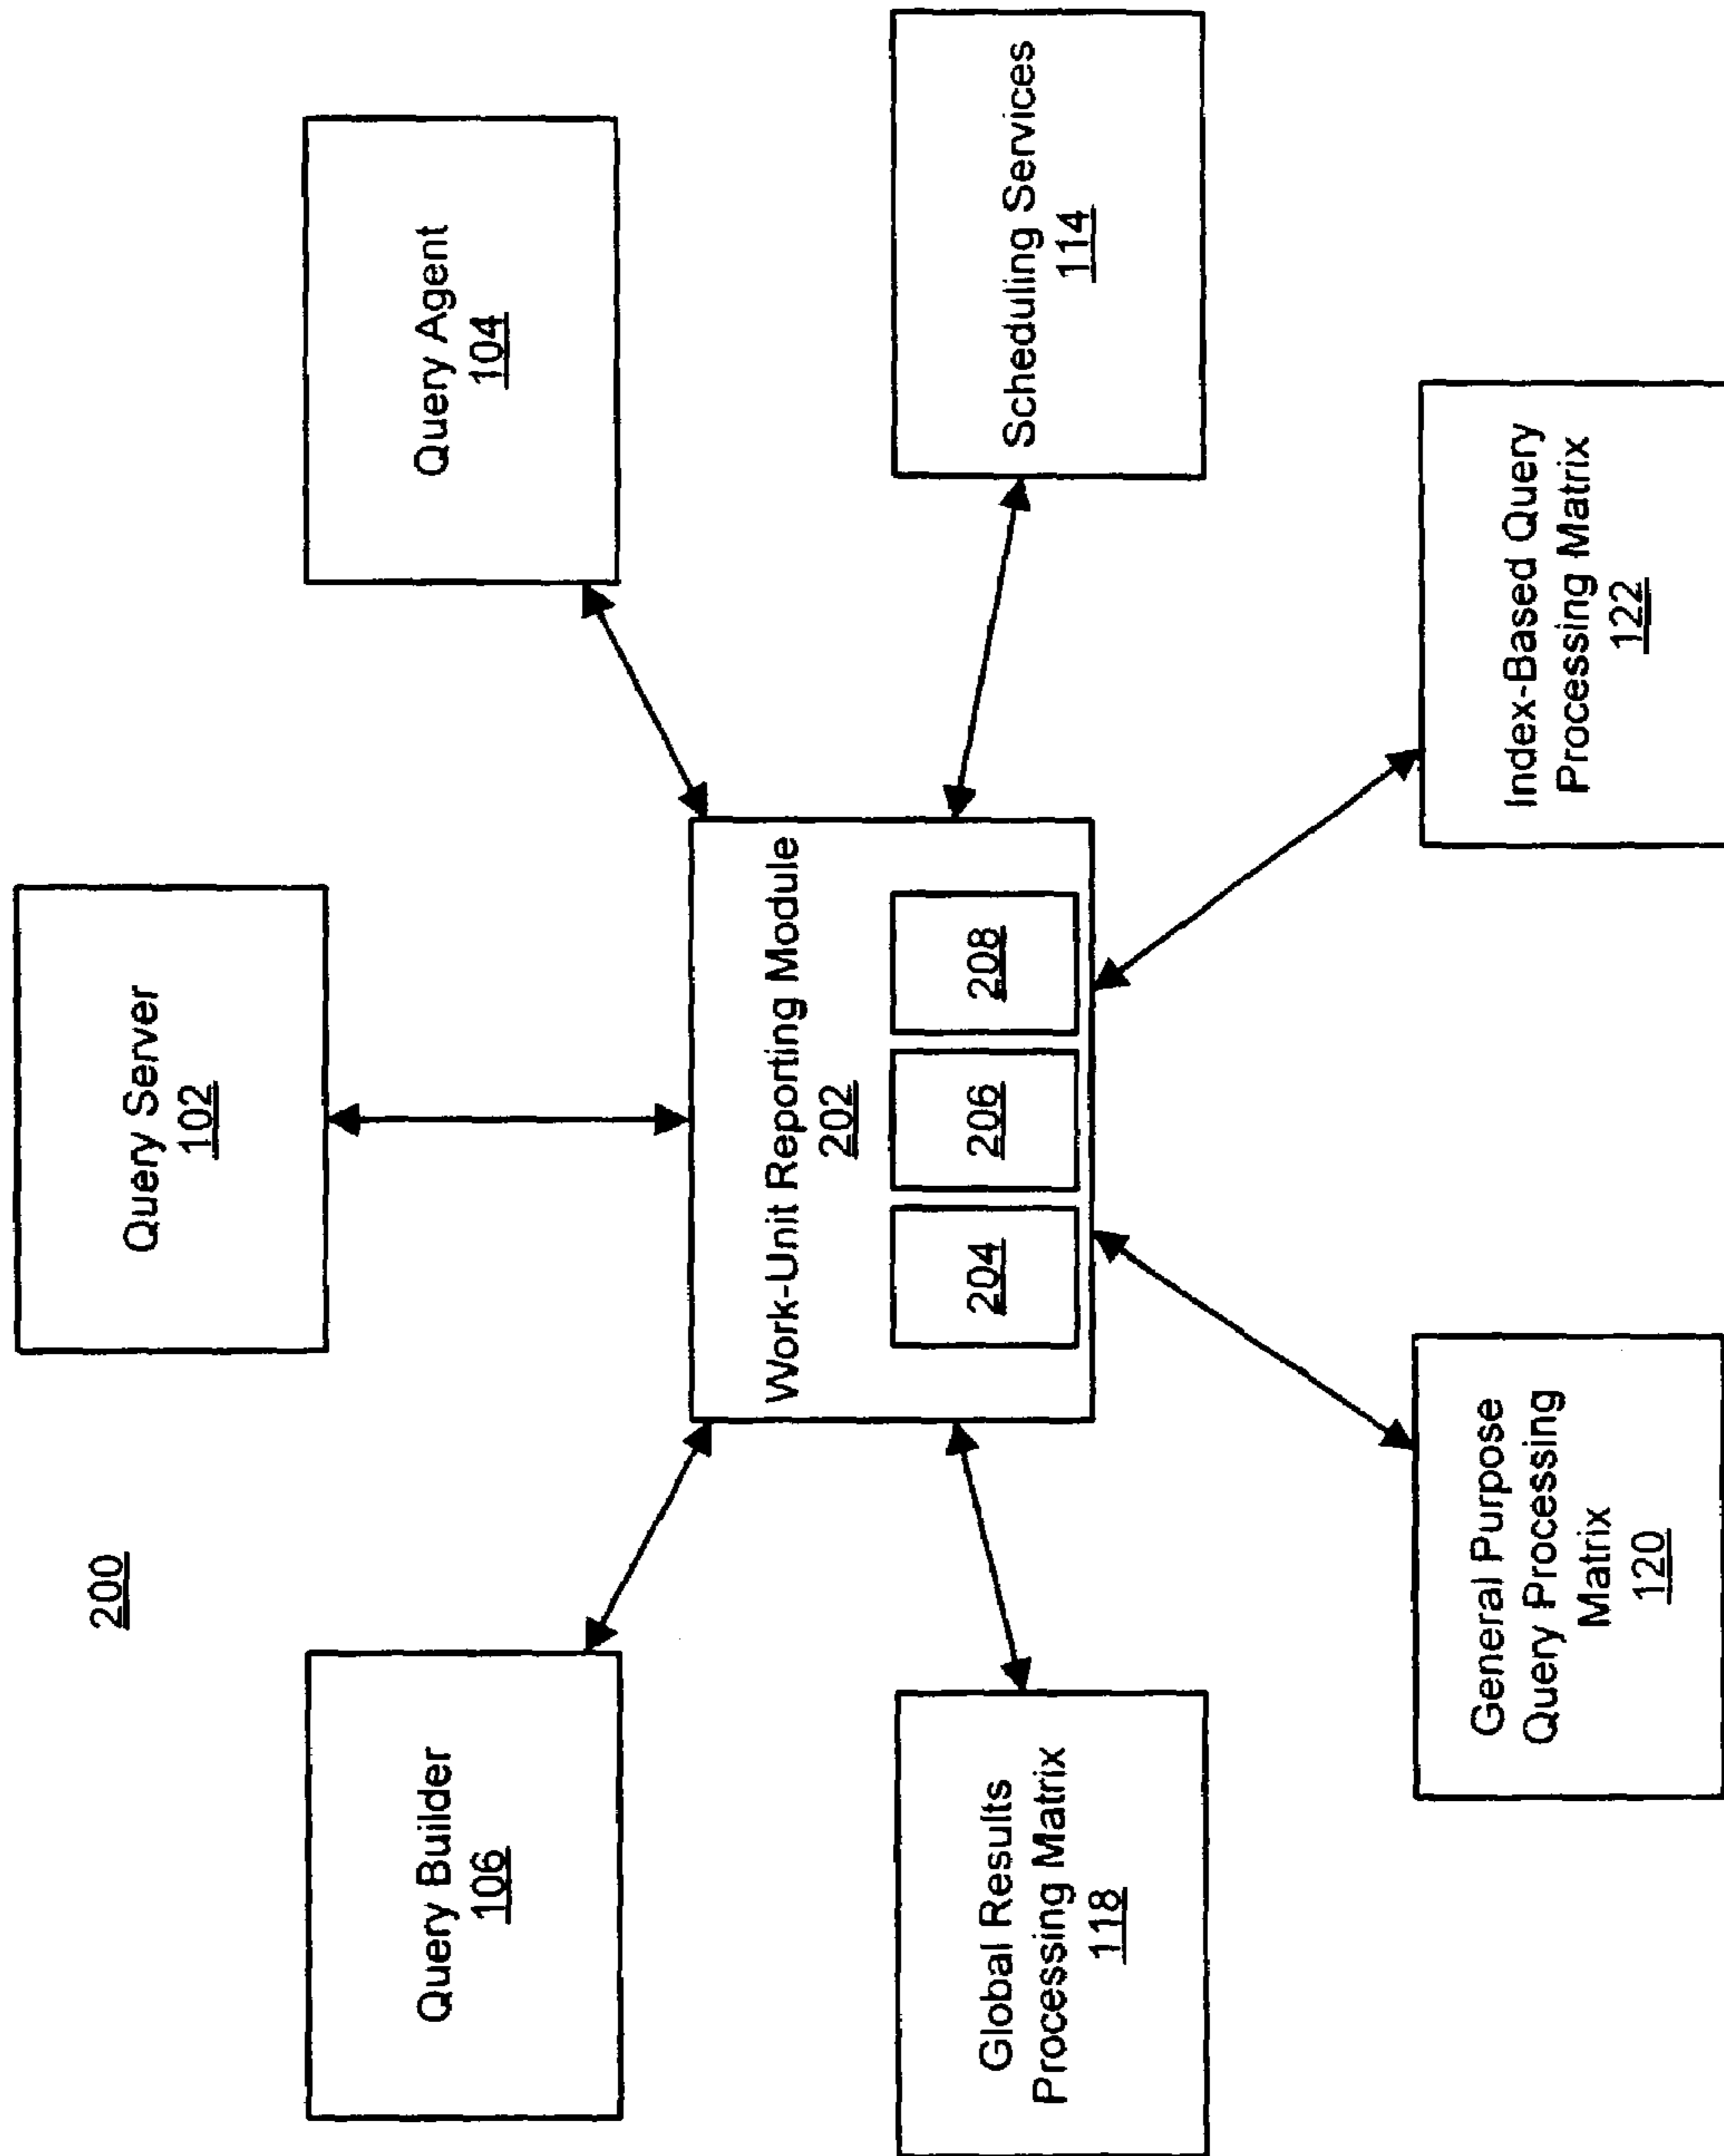 200
Query Server
102
Query Builder
106
Query Agent
104
Work-Unit Reporting Module
202
204
206
208
Global Results
Processing Matrix
118
Scheduling Services
114
General Purpose
Query Processing
Matrix
120
Index-Based Query
Processing Matrix
122